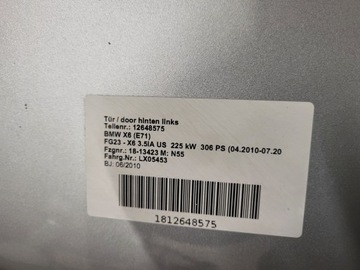 Tür / door hinten links
Teilenr.: 12648575
BMW X6 (E71)
FG23 - X6 3.5IA US 225 kW 306 PS (04.2010-07.20
Fzgnr.: 18-13423 M; N55
Fahrg.Nr.: LX05453
BJ: 06/2010
1812648575